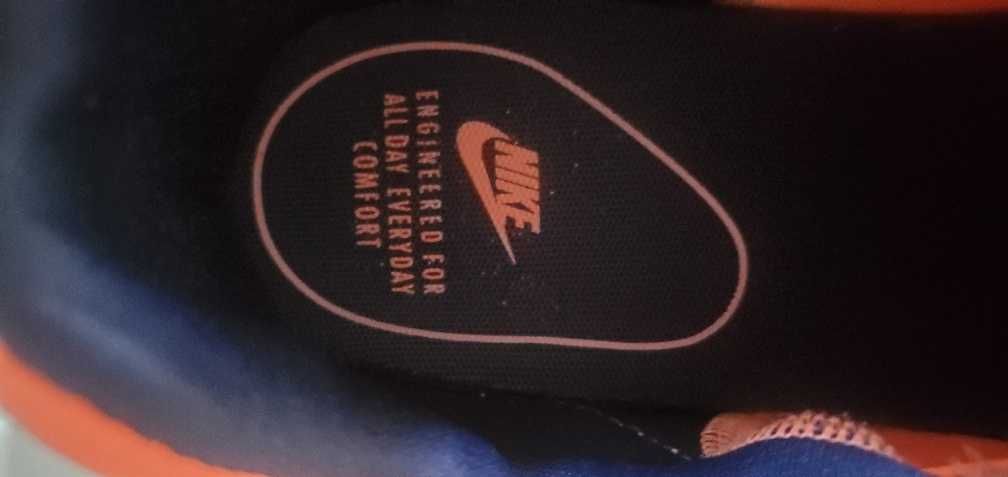 NIKE
ENGINEERED FOR
ALL DAY EVERYDAY
COMFORT